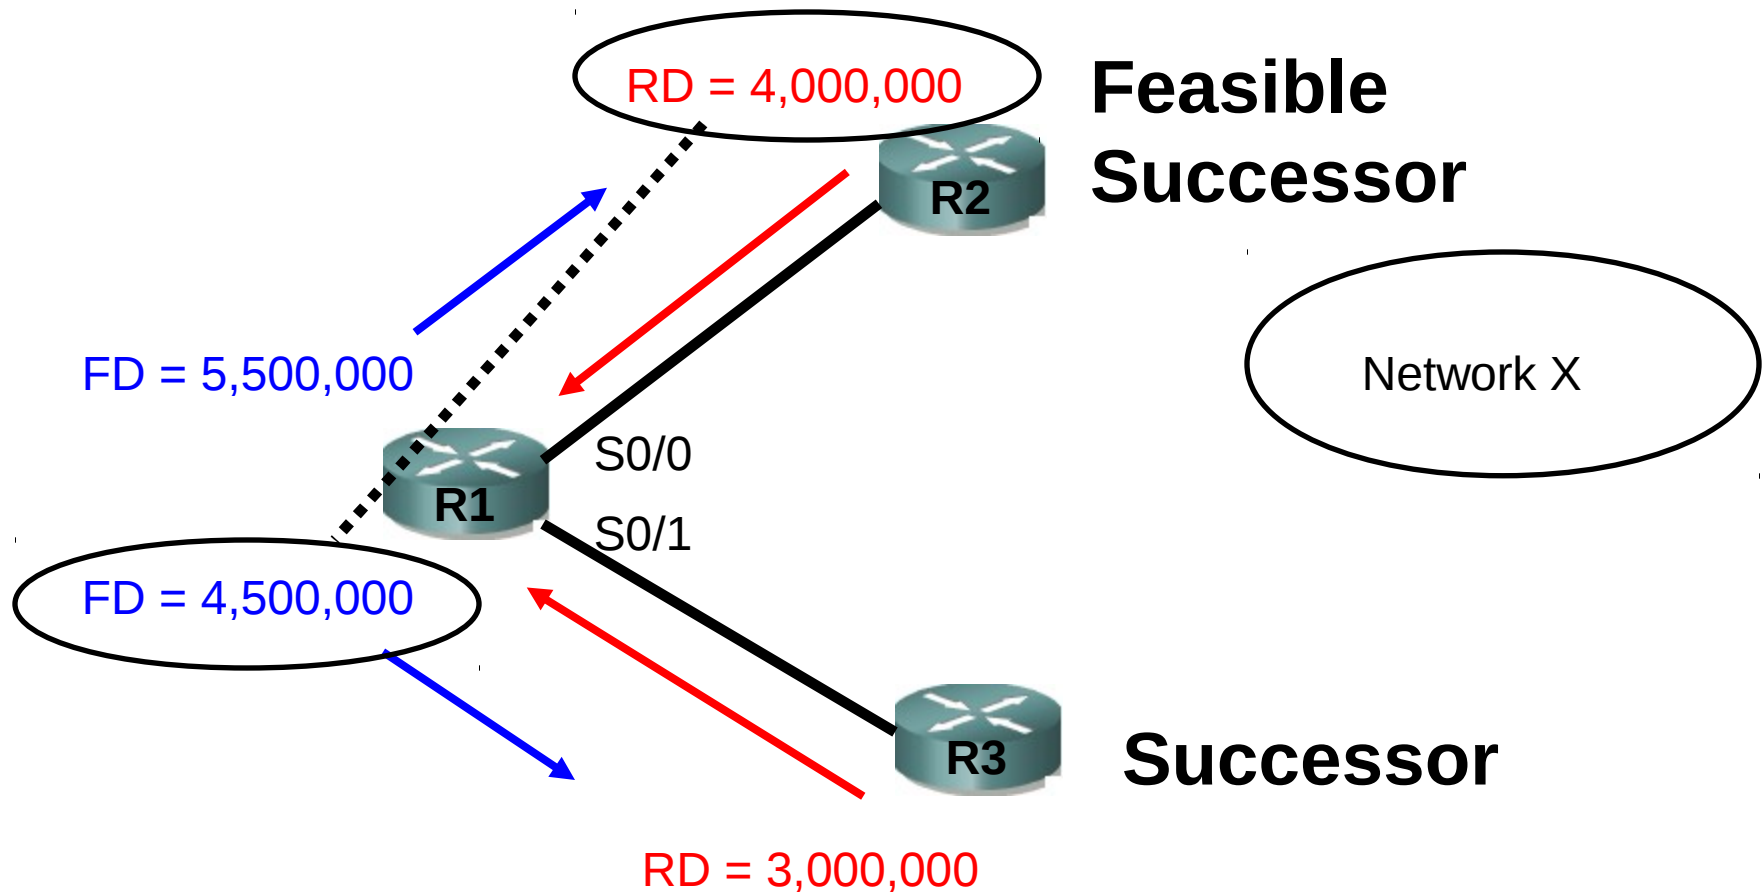 RD = 4,000,000
Feasible
Successor
R2
FD = 5,500,000
Network X
S0/0
R1
S0/1
FD = 4,500,000
R3
Successor
RD = 3,000,000